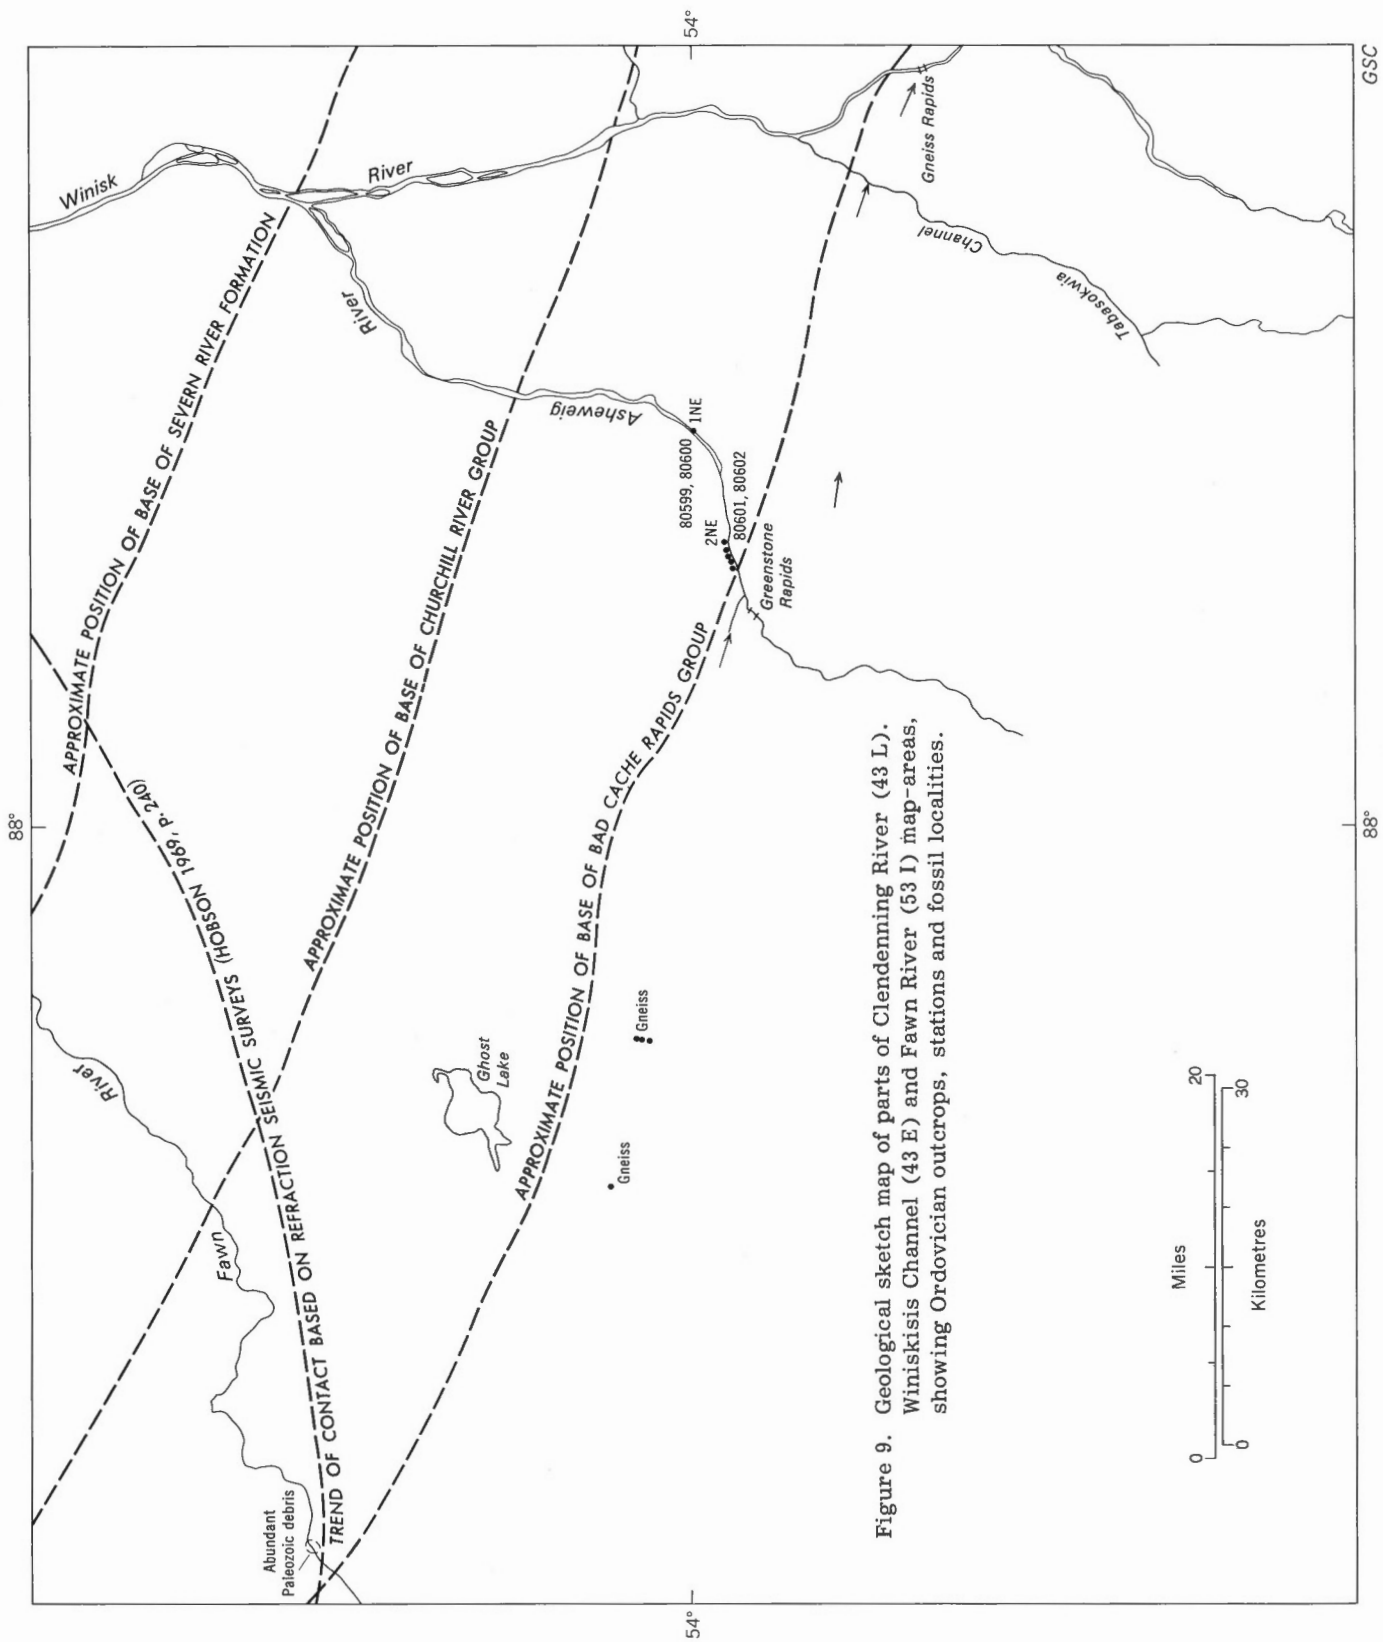 88°
Winisk
River
River
Asheweig
APPROXIMATE POSITION OF BASE OF SEVERN RIVER FORMATION
APPROXIMATE POSITION OF BASE OF CHURCHILL RIVER GROUP
APPROXIMATE POSITION OF BASE OF BAD CACHE RAPIDS GROUP
TREND OF CONTACT BASED ON REFRACTION SEISMIC SURVEYS (HOBSON 1969, p. 240)
River
Fawn
Abundant
Paleozoic debris
Ghost
Lake
Gneiss
Gneiss
80599, 80600
1NE
2NE
80601, 80602
Greenstone
Rapids
Gneiss Rapids
Channel
Tabasokwia
54°
54°
88°
GSC
Miles
0
20
0
30
Kilometres
Figure 9. Geological sketch map of parts of Clendenning River (43 L).
Winiskisis Channel (43 E) and Fawn River (53 I) map-areas,
showing Ordovician outcrops, stations and fossil localities.